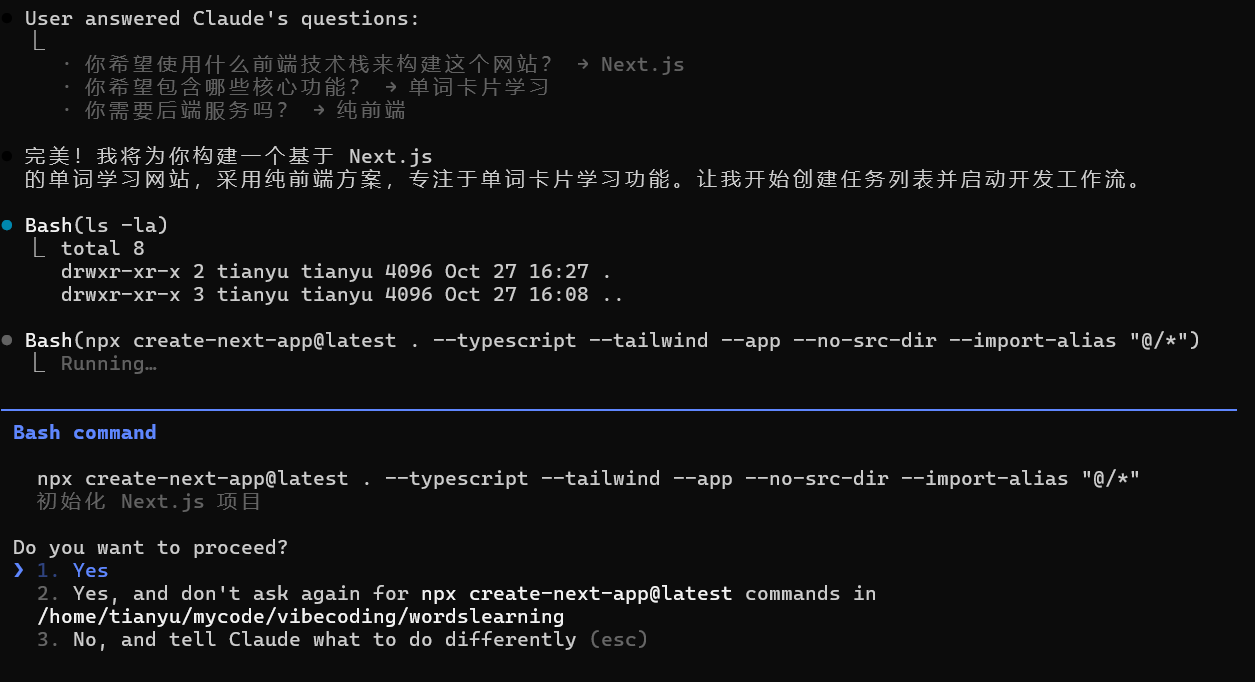 User answered Claude's questions:
· 你希望使用什么前端技术栈来构建这个网站？ → Next.js
· 你希望包含哪些核心功能？ → 单词卡片学习
· 你需要后端服务吗？ → 纯前端
完美！我将为你构建一个基于 Next.js
的单词学习网站，采用纯前端方案，专注于单词卡片学习功能。让我开始创建任务列表并启动开发工作流。
Bash(ls -la)
total 8
drwxr-xr-x 2 tianyu tianyu 4096 Oct 27 16:27 .
drwxr-xr-x 3 tianyu tianyu 4096 Oct 27 16:08 ..
Bash(npx create-next-app@latest . --typescript --tailwind --app --no-src-dir --import-alias "@/*")
Running…
Bash command
npx create-next-app@latest . --typescript --tailwind --app --no-src-dir --import-alias "@/*"
初始化 Next.js 项目
Do you want to proceed?
❯ 1. Yes
2. Yes, and don't ask again for npx create-next-app@latest commands in
/home/tianyu/mycode/vibecoding/wordslearning
3. No, and tell Claude what to do differently (esc)